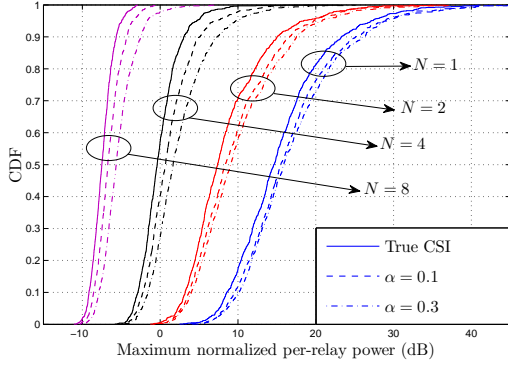 1
0.9
0.8
0.7
0.6
0.5
0.4
0.3
0.2
0.1
0
CDF
−10
0
10
20
30
40
Maximum normalized per-relay power (dB)
N = 1
N = 2
N = 4
N = 8
True CSI
α = 0.1
α = 0.3